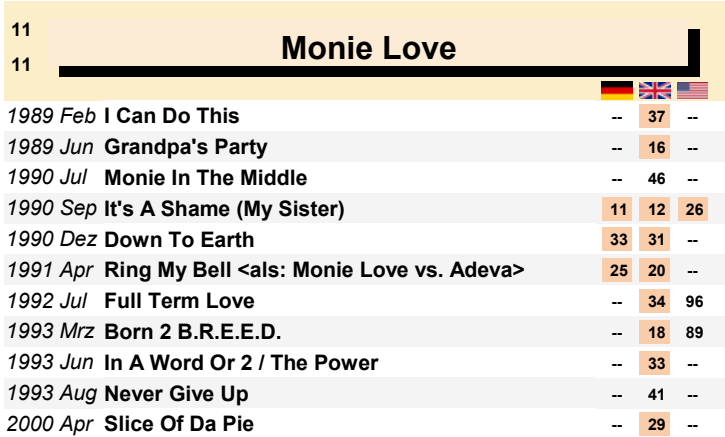 11
Monie Love
11
1989 Feb I Can Do This -- 37 --
1989 Jun Grandpa's Party -- 16 --
1990 Jul Monie In The Middle -- 46 --
1990 Sep It's A Shame (My Sister) 11 12 26
1990 Dez Down To Earth 33 31 --
1991 Apr Ring My Bell <als: Monie Love vs. Adeva> 25 20 --
1992 Jul Full Term Love -- 34 96
1993 Mrz Born 2 B.R.E.E.D. -- 18 89
1993 Jun In A Word Or 2 / The Power -- 33 --
1993 Aug Never Give Up -- 41 --
2000 Apr Slice Of Da Pie -- 29 --